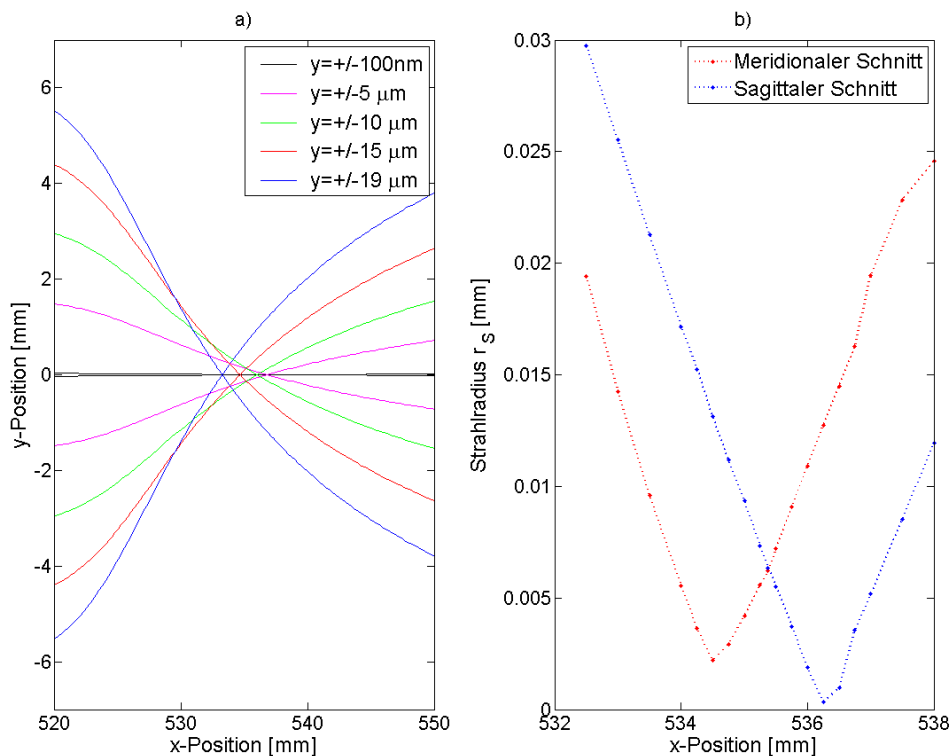 a)
6
4
2
0
-2
-4
-6
520
530
540
550
y-Position [mm]
x-Position [mm]
y=+/-100nm
y=+/-5 μm
y=+/-10 μm
y=+/-15 μm
y=+/-19 μm
b)
0.03
0.025
0.02
0.015
0.01
0.005
0
532
534
536
538
Strahlradius r_S [mm]
x-Position [mm]
Meridionaler Schnitt
Sagittaler Schnitt